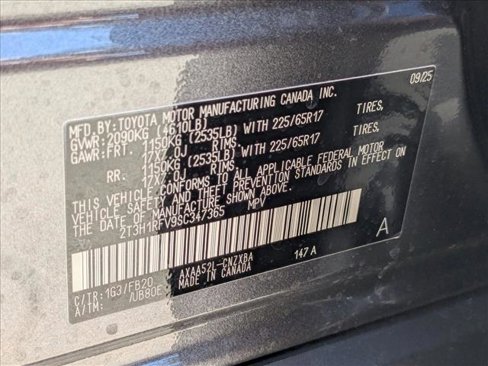 09/25
MFD.BY: TOYOTA MOTOR MANUFACTURING CANADA INC.
GVWR: 2090KG (4610LB)
GAWR: FRT. 1150KG (2535LB) WITH 225/65R17 TIRES,
17X7.0J RIMS
RR. 1150KG (2535LB) WITH 225/65R17 TIRES,
17X7.0J RIMS
THIS VEHICLE CONFORMS TO ALL APPLICABLE FEDERAL MOTOR
VEHICLE SAFETY AND THEFT PREVENTION STANDARDS IN EFFECT ON
THE DATE OF MANUFACTURE SHOWN ABOVE.
2T3H1RFV9SC347365 MPV
A
C/TR: 1G3/FB20 AXAA52L-CNZXBA
A/TM: /UB80E MADE IN CANADA 147A